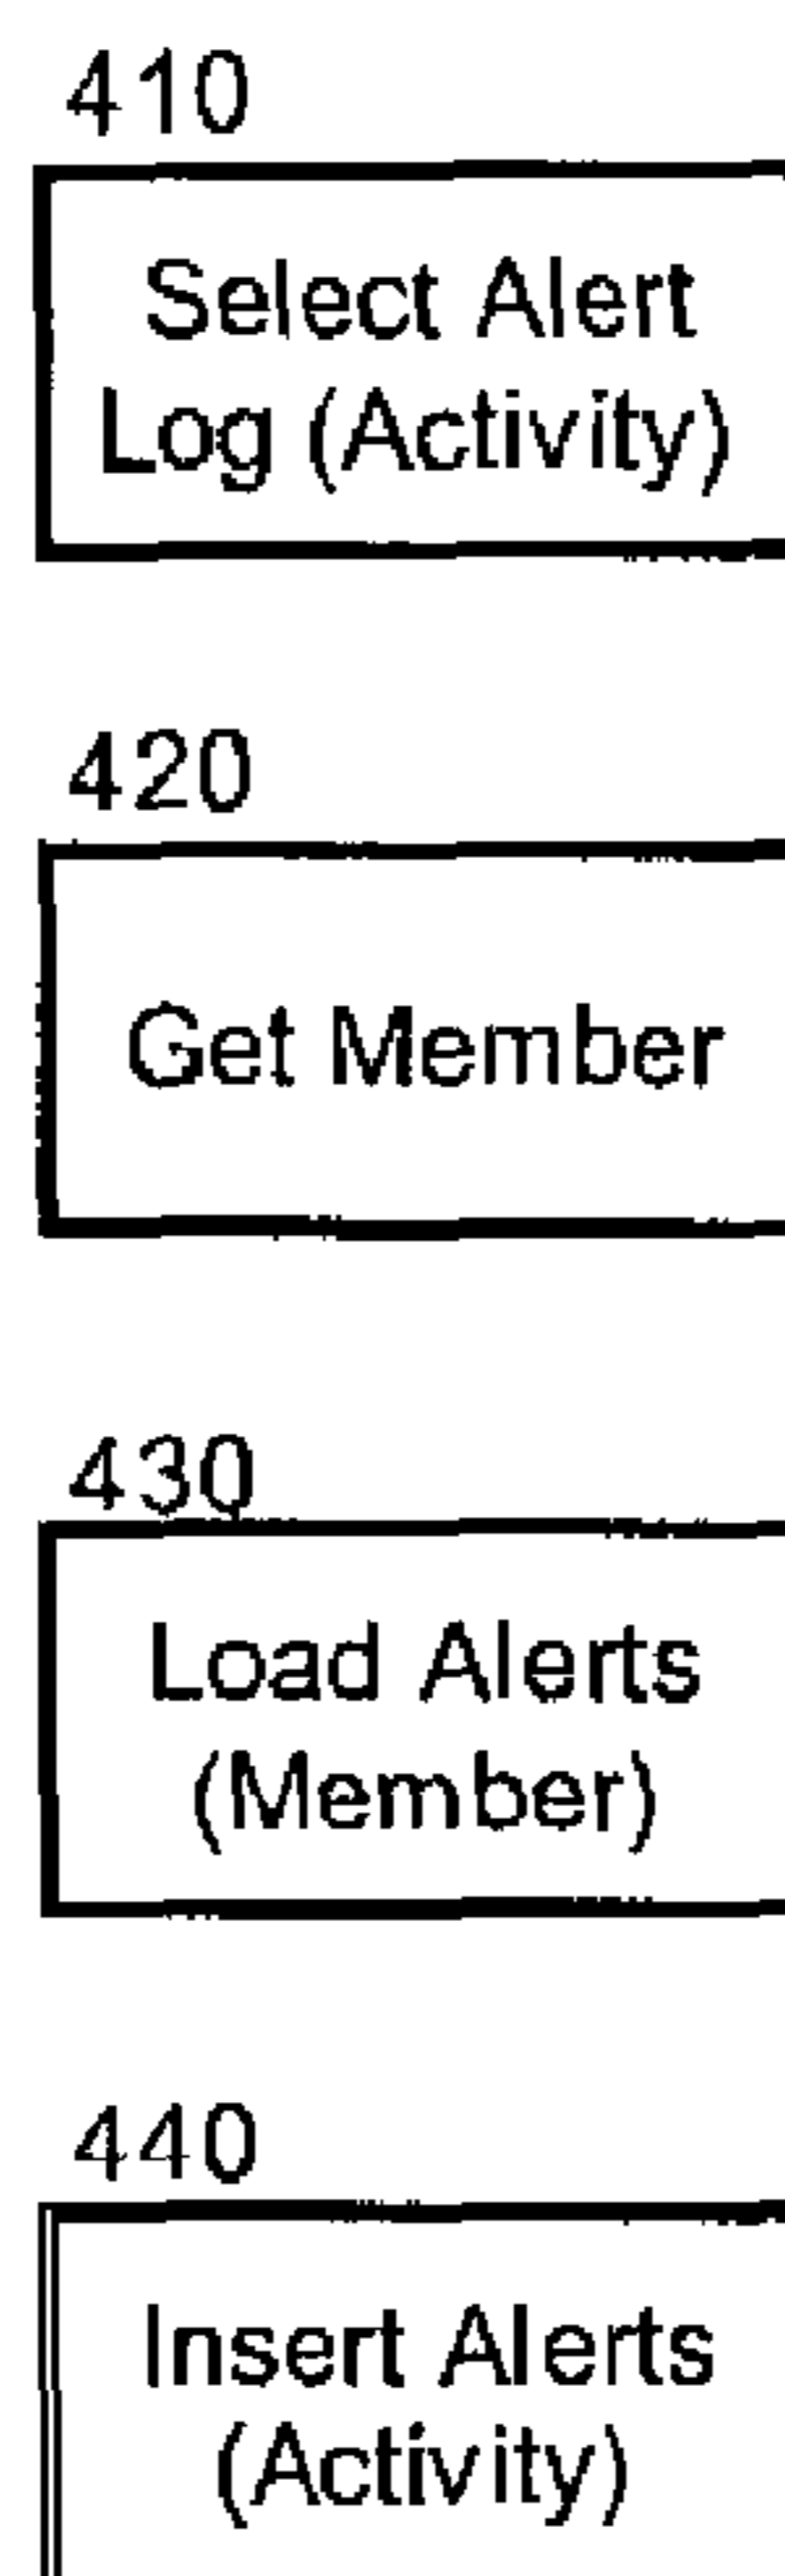 410
Select Alert
Log (Activity)
420
Get Member
430
Load Alerts
(Member)
440
Insert Alerts
(Activity)